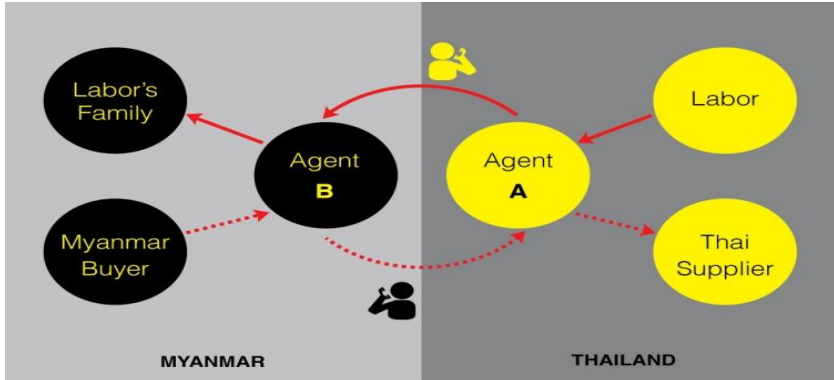 Labor's
Family
Agent
B
Myanmar
Buyer
MYANMAR
Agent
A
Labor
Thai
Supplier
THAILAND